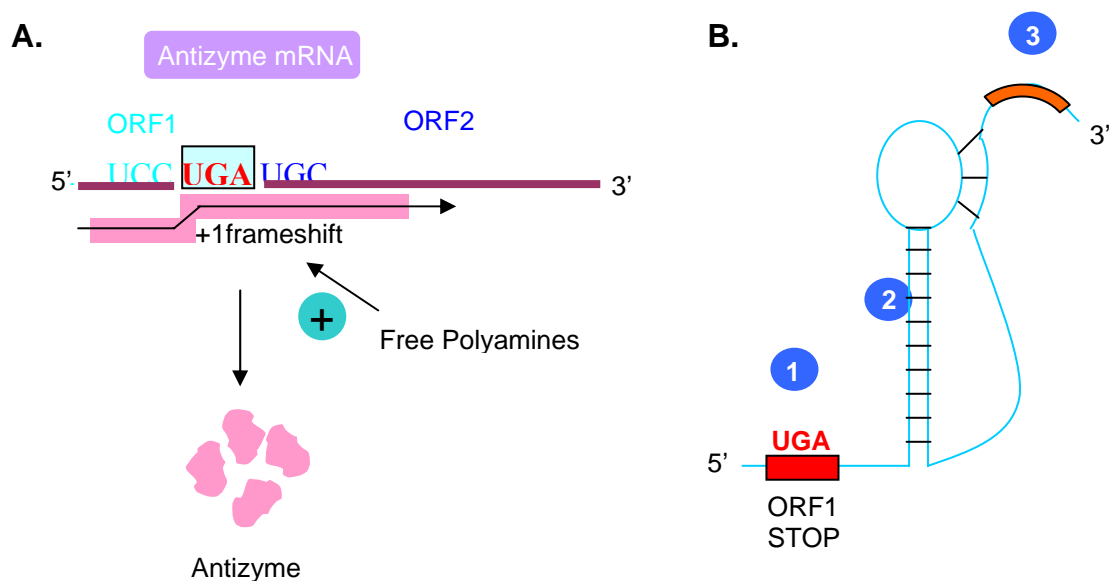 A.
Antizyme mRNA
ORF1 ORF2
5’ UCC UGA UGC 3’
+1frameshift
+
Free Polyamines
Antizyme
B.
3
3’
2
1
UGA
5’
ORF1
STOP